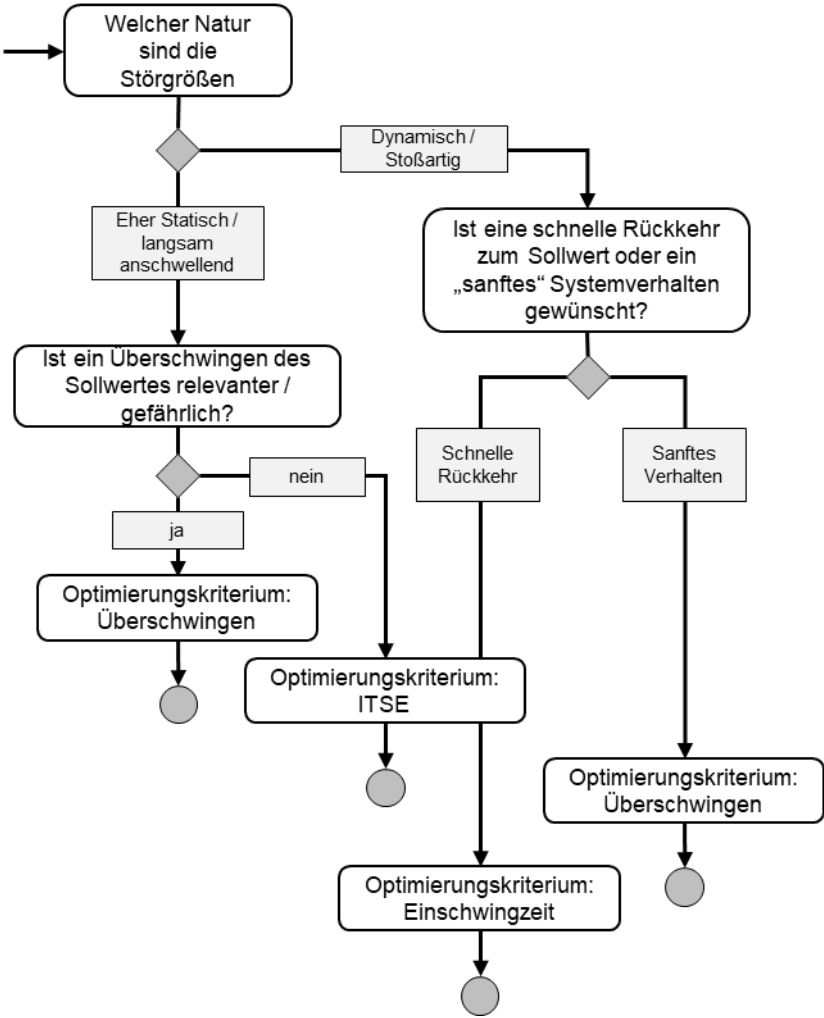 Welcher Natur
sind die
Störgrößen
Dynamisch /
Stoßartig
Eher Statisch /
langsam
anschwellend
Ist eine schnelle Rückkehr
zum Sollwert oder ein
„sanftes“ Systemverhalten
gewünscht?
Ist ein Überschwingen des
Sollwertes relevanter /
gefährlich?
Schnelle
Rückkehr
Sanftes
Verhalten
nein
ja
Optimierungskriterium:
Überschwingen
Optimierungskriterium:
ITSE
Optimierungskriterium:
Überschwingen
Optimierungskriterium:
Einschwingzeit